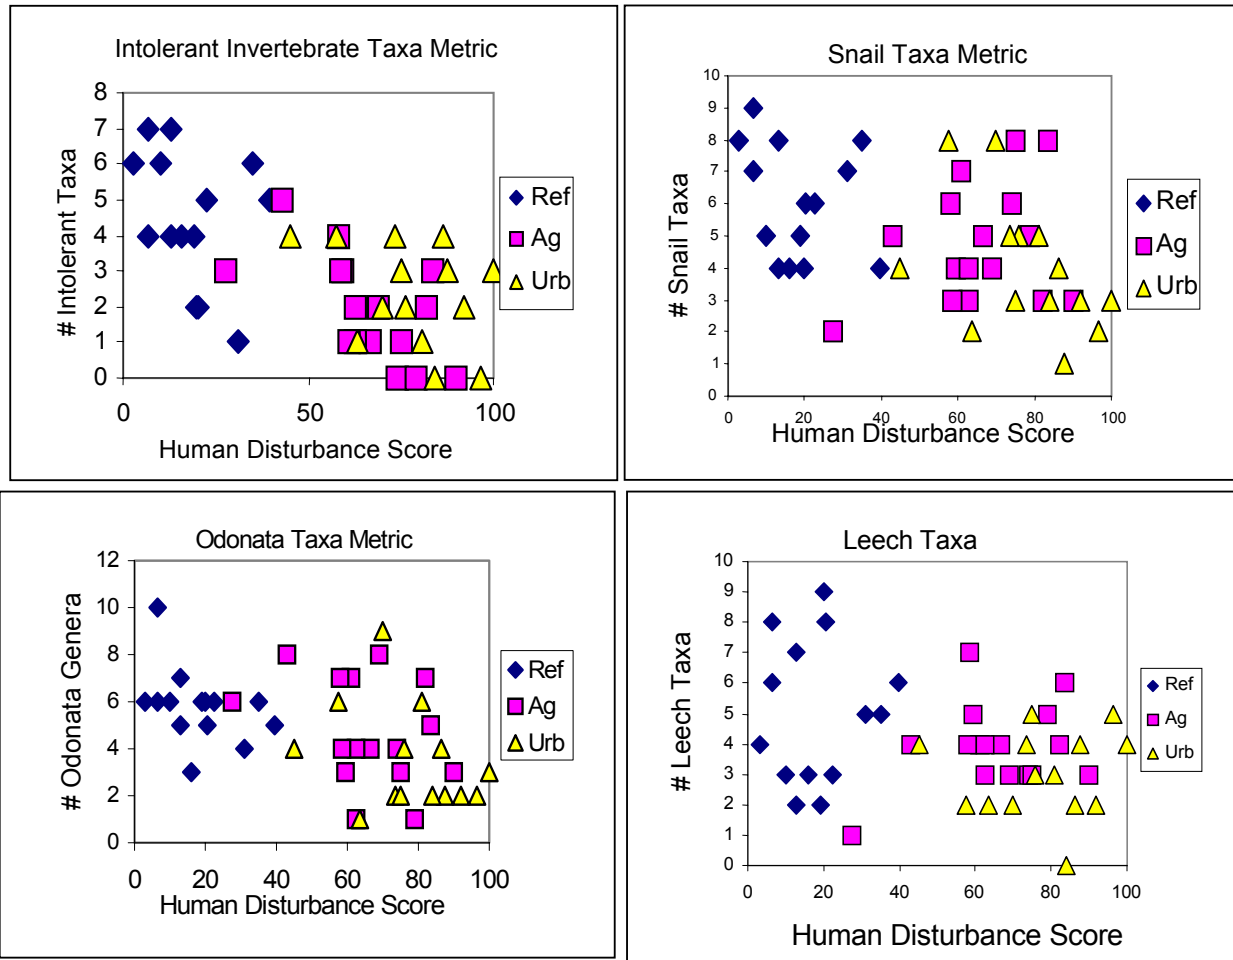 Intolerant Invertebrate Taxa Metric
# Intolerant Taxa
8
7
6
5
4
3
2
1
0
0 50 100
Human Disturbance Score
Ref
Ag
Urb
Snail Taxa Metric
# Snail Taxa
10
9
8
7
6
5
4
3
2
1
0
0 20 40 60 80 100
Human Disturbance Score
Ref
Ag
Urb
Odonata Taxa Metric
# Odonata Genera
12
10
8
6
4
2
0
0 20 40 60 80 100
Human Disturbance Score
Ref
Ag
Urb
Leech Taxa
# Leech Taxa
10
9
8
7
6
5
4
3
2
1
0
0 20 40 60 80 100
Human Disturbance Score
Ref
Ag
Urb